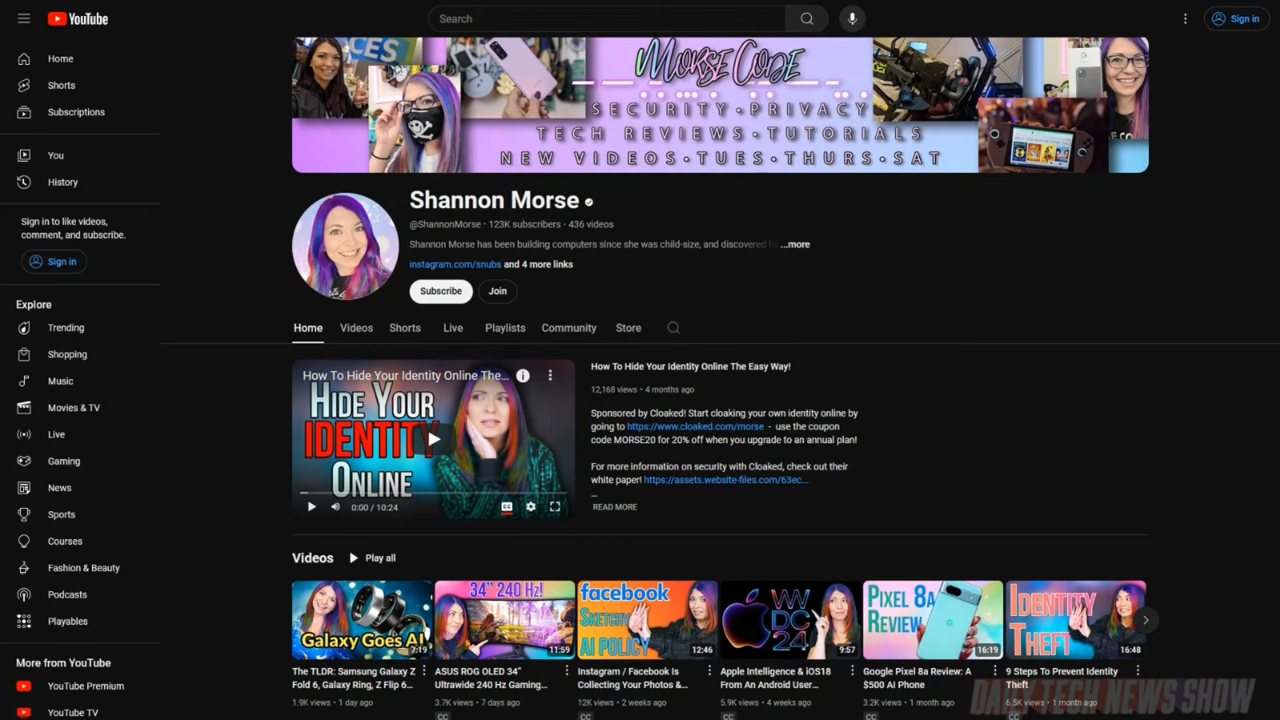 YouTube
Search
Sign in
Home
Shorts
Subscriptions
You
History
Sign in to like videos,
comment, and subscribe.
Sign in
Explore
Trending
Shopping
Music
Movies & TV
Live
Gaming
News
Sports
Courses
Fashion & Beauty
Podcasts
Playables
More from YouTube
YouTube Premium
YouTube TV
CES
MORSE CODE
SECURITY • PRIVACY
TECH REVIEWS • TUTORIALS
NEW VIDEOS • TUES • THURS • SAT
Shannon Morse
@ShannonMorse • 123K subscribers • 436 videos
Shannon Morse has been building computers since she was child-size, and discovered ...more
instagram.com/snubs and 4 more links
Subscribe
Join
Home
Videos
Shorts
Live
Playlists
Community
Store
How To Hide Your Identity Online The...
HIDE YOUR
IDENTITY
ONLINE
0:00 / 10:24
How To Hide Your Identity Online The Easy Way!
12,168 views • 4 months ago
Sponsored by Cloaked! Start cloaking your own identity online by
going to https://www.cloaked.com/morse - use the coupon
code MORSE20 for 20% off when you upgrade to an annual plan!
For more information on security with Cloaked, check out their
white paper! https://assets.website-files.com/63ec...
...
READ MORE
Videos
Play all
Galaxy Goes AI
7:19
The TLDR: Samsung Galaxy Z
Fold 6, Galaxy Ring, Z Flip 6...
1.9K views • 1 day ago
34" 240 Hz!
11:59
ASUS ROG OLED 34"
Ultrawide 240 Hz Gaming...
3.7K views • 7 days ago
CC
facebook
SKETCHY
AI POLICY
12:46
Instagram / Facebook Is
Collecting Your Photos &...
12K views • 2 weeks ago
CC
WW
DC
24
9:57
Apple Intelligence & iOS18
From An Android User...
5.9K views • 4 weeks ago
CC
PIXEL 8A
REVIEW
16:19
Google Pixel 8a Review: A
$500 AI Phone
3.2K views • 1 month ago
CC
IDENTITY
THEFT
16:48
9 Steps To Prevent Identity
Theft
6.5K views • 1 month ago
CC
DAILY TECH NEWS SHOW